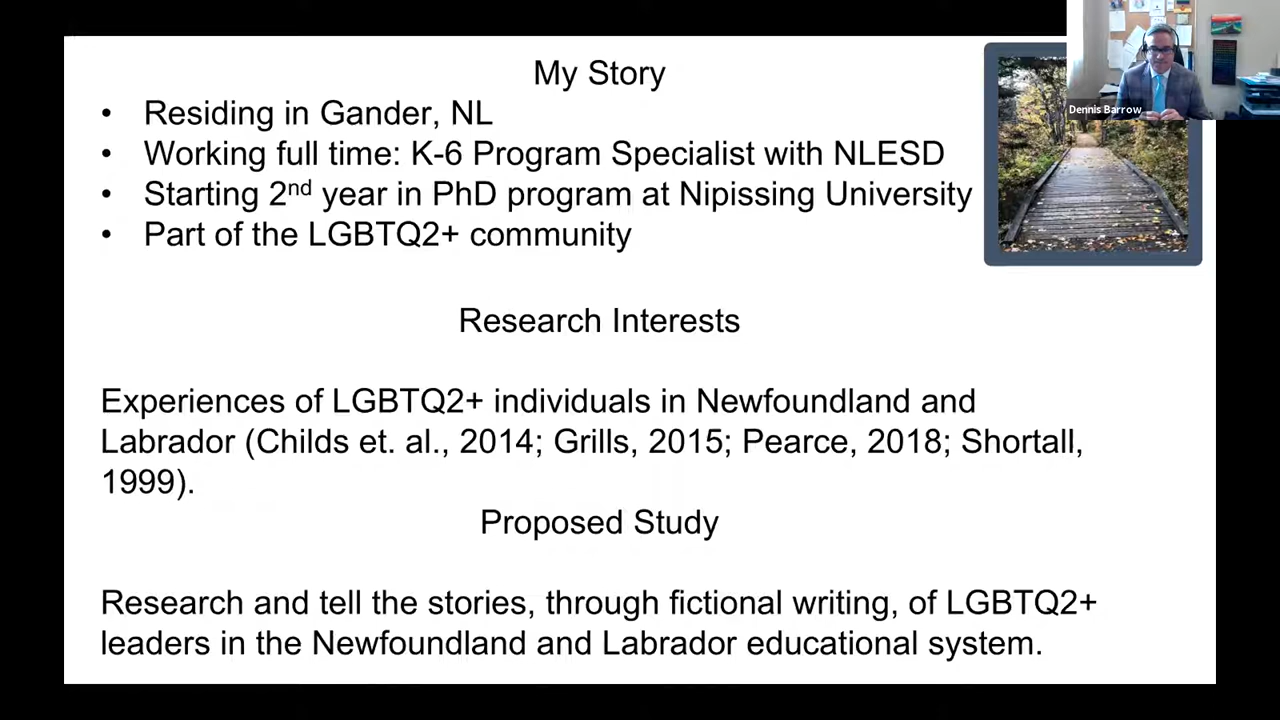 My Story
• Residing in Gander, NL
• Working full time: K-6 Program Specialist with NLESD
• Starting 2nd year in PhD program at Nipissing University
• Part of the LGBTQ2+ community
Dennis Barrow
Research Interests
Experiences of LGBTQ2+ individuals in Newfoundland and
Labrador (Childs et. al., 2014; Grills, 2015; Pearce, 2018; Shortall,
1999).
Proposed Study
Research and tell the stories, through fictional writing, of LGBTQ2+
leaders in the Newfoundland and Labrador educational system.